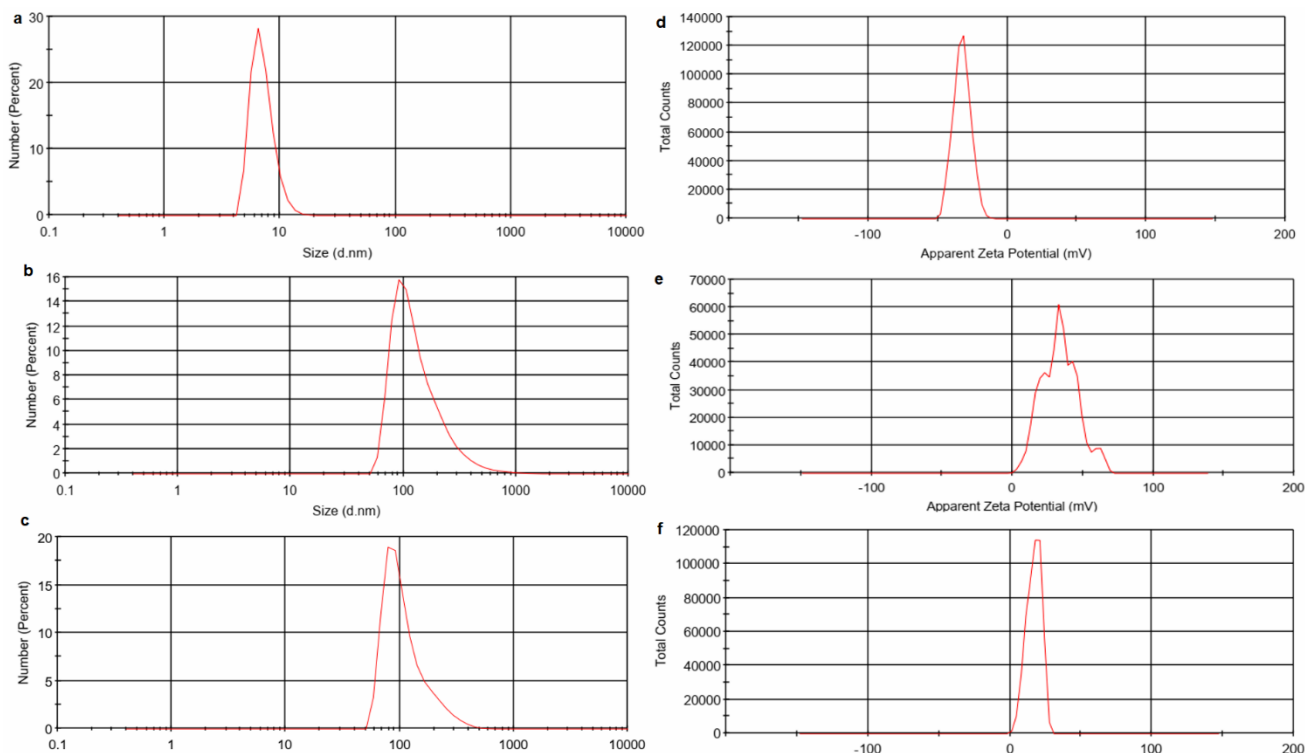 a
30
20
10
0
Number (Percent)
0.1 1 10 100 1000 10000
Size (d.nm)
b
16
14
12
10
8
6
4
2
0
Number (Percent)
0.1 1 10 100 1000 10000
Size (d.nm)
c
20
15
10
5
0
Number (Percent)
0.1 1 10 100 1000 10000
d
140000
120000
100000
80000
60000
40000
20000
0
Total Counts
-100 0 100 200
Apparent Zeta Potential (mV)
e
70000
60000
50000
40000
30000
20000
10000
0
Total Counts
-100 0 100 200
Apparent Zeta Potential (mV)
f
120000
100000
80000
60000
40000
20000
0
Total Counts
-100 0 100 200